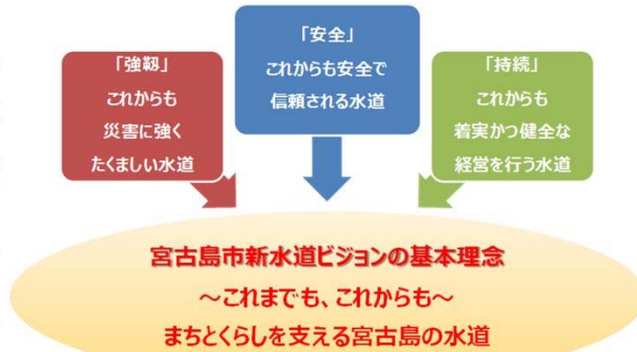 「強靱」
これからも
災害に強く
たくましい水道
「安全」
これからも安全で
信頼される水道
「持続」
これからも
着実かつ健全な
経営を行う水道
宮古島市新水道ビジョンの基本理念
～これまでも、これからも～
まちとくらしを支える宮古島の水道